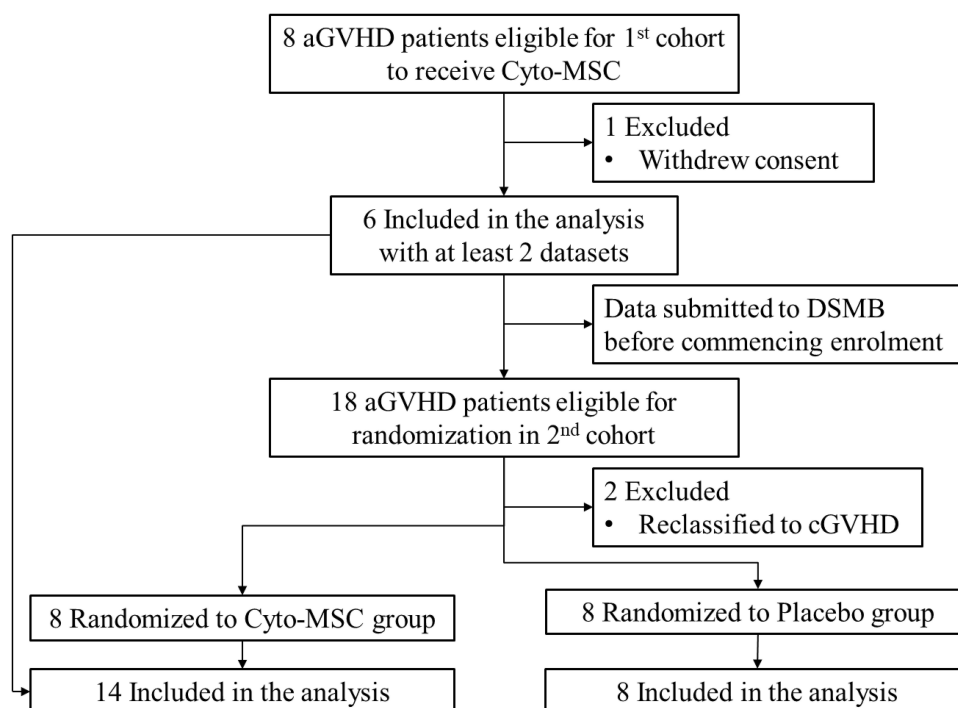 8 aGVHD patients eligible for 1st cohort
to receive Cyto-MSC
1 Excluded
• Withdrew consent
6 Included in the analysis
with at least 2 datasets
Data submitted to DSMB
before commencing enrolment
18 aGVHD patients eligible for
randomization in 2nd cohort
2 Excluded
• Reclassified to cGVHD
8 Randomized to Cyto-MSC group
8 Randomized to Placebo group
14 Included in the analysis
8 Included in the analysis